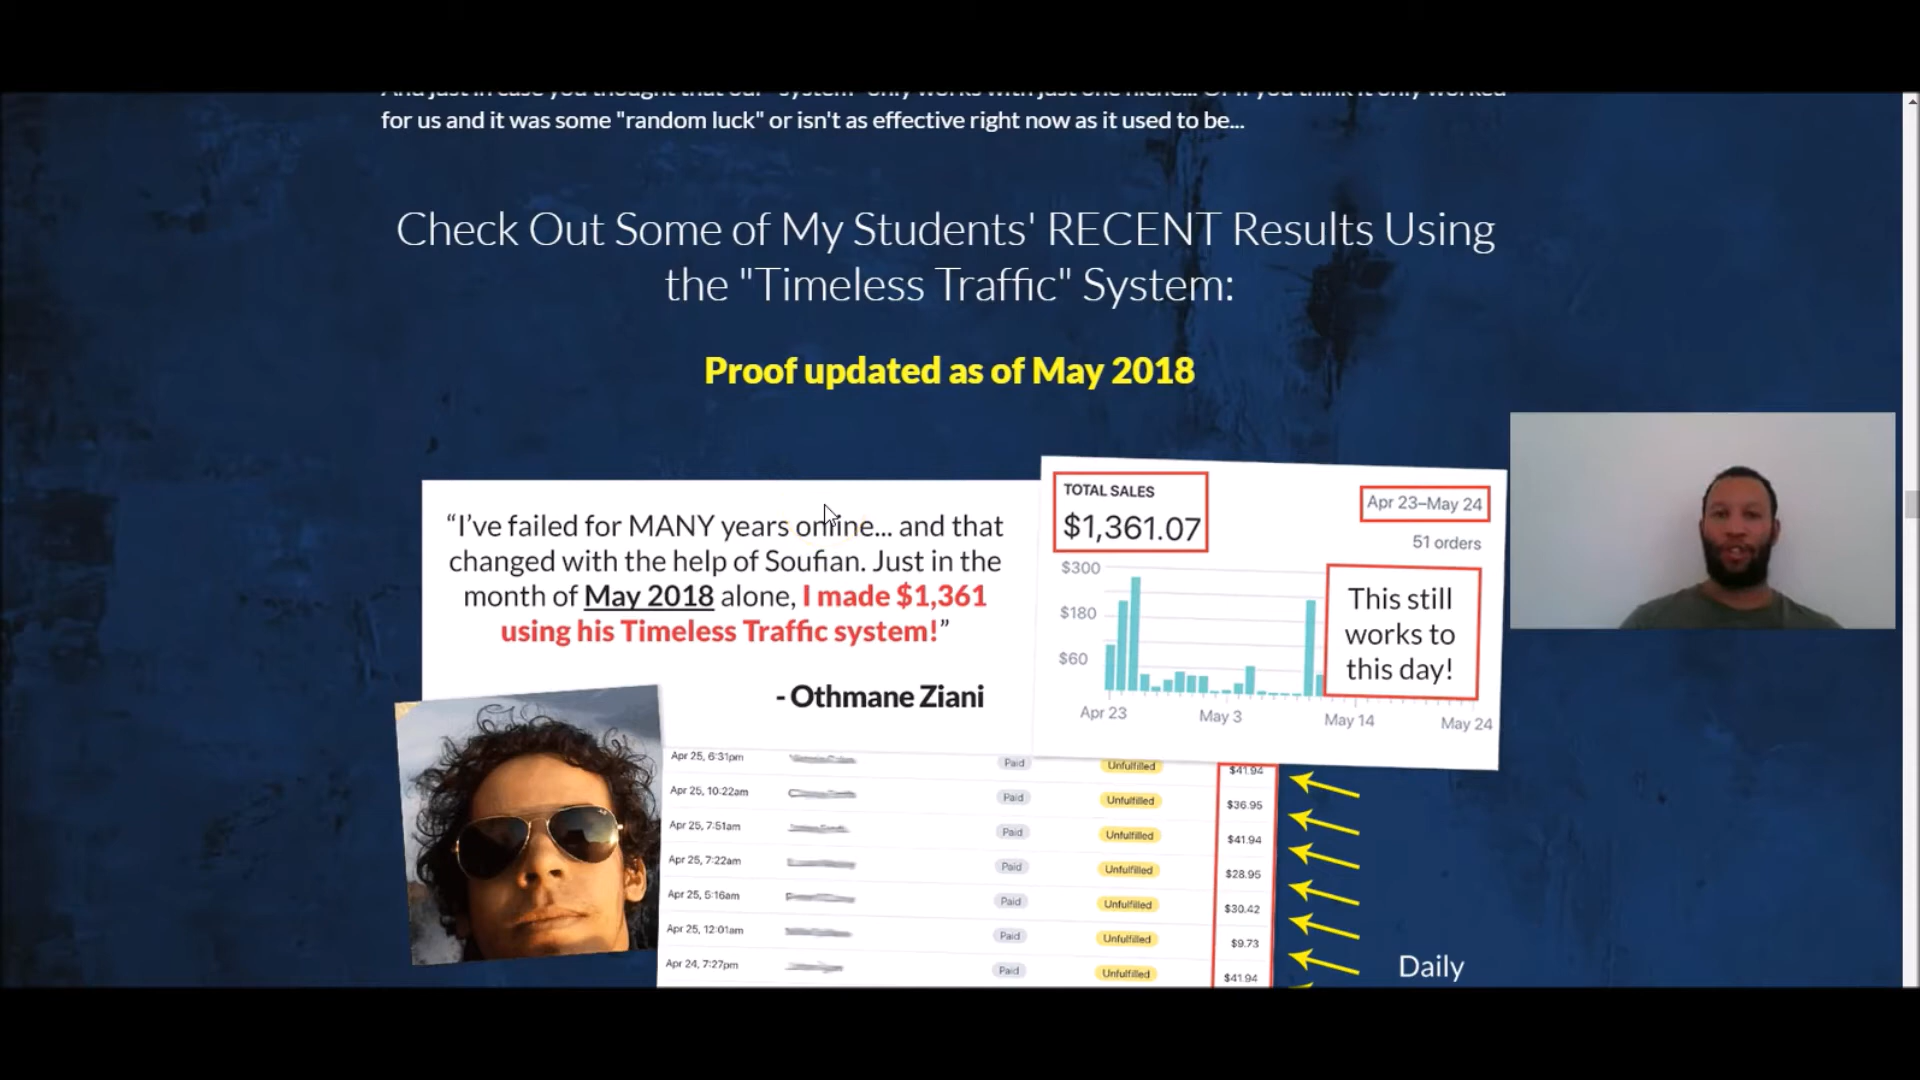 for us and it was some "random luck" or isn't as effective right now as it used to be...
Check Out Some of My Students' RECENT Results Using
the "Timeless Traffic" System:
Proof updated as of May 2018
“I’ve failed for MANY years online... and that
changed with the help of Soufian. Just in the
month of May 2018 alone, I made $1,361
using his Timeless Traffic system!”
- Othmane Ziani
TOTAL SALES
$1,361.07
Apr 23–May 24
51 orders
$300
$180
$60
This still
works to
this day!
Apr 23 May 3 May 14 May 24
Apr 25, 6:31pm Paid Unfulfilled $41.94
Apr 25, 10:22am Paid Unfulfilled $36.95
Apr 25, 7:51am Paid Unfulfilled $41.94
Apr 25, 7:22am Paid Unfulfilled $28.95
Apr 25, 5:16am Paid Unfulfilled $30.42
Apr 25, 12:01am Paid Unfulfilled $9.73
Apr 24, 7:27pm Paid Unfulfilled $41.94
Daily